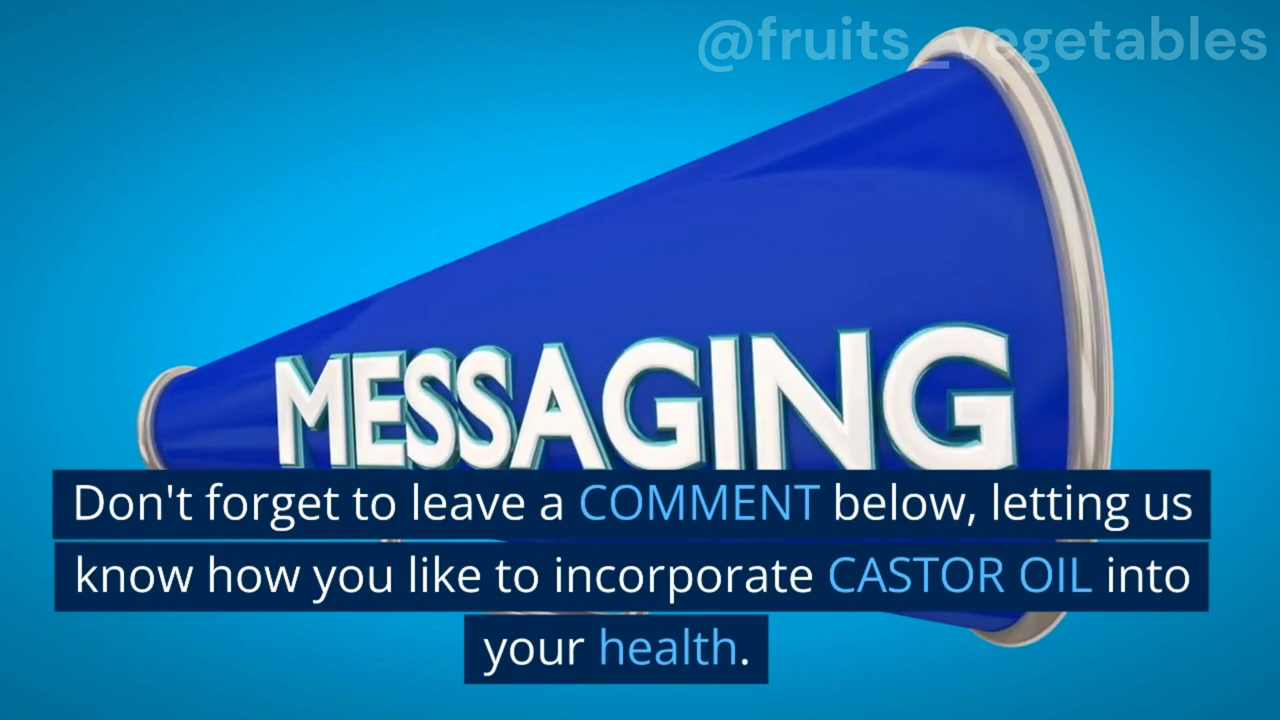 @fruits_vegetables
MESSAGING
Don't forget to leave a COMMENT below, letting us
know how you like to incorporate CASTOR OIL into
your health.